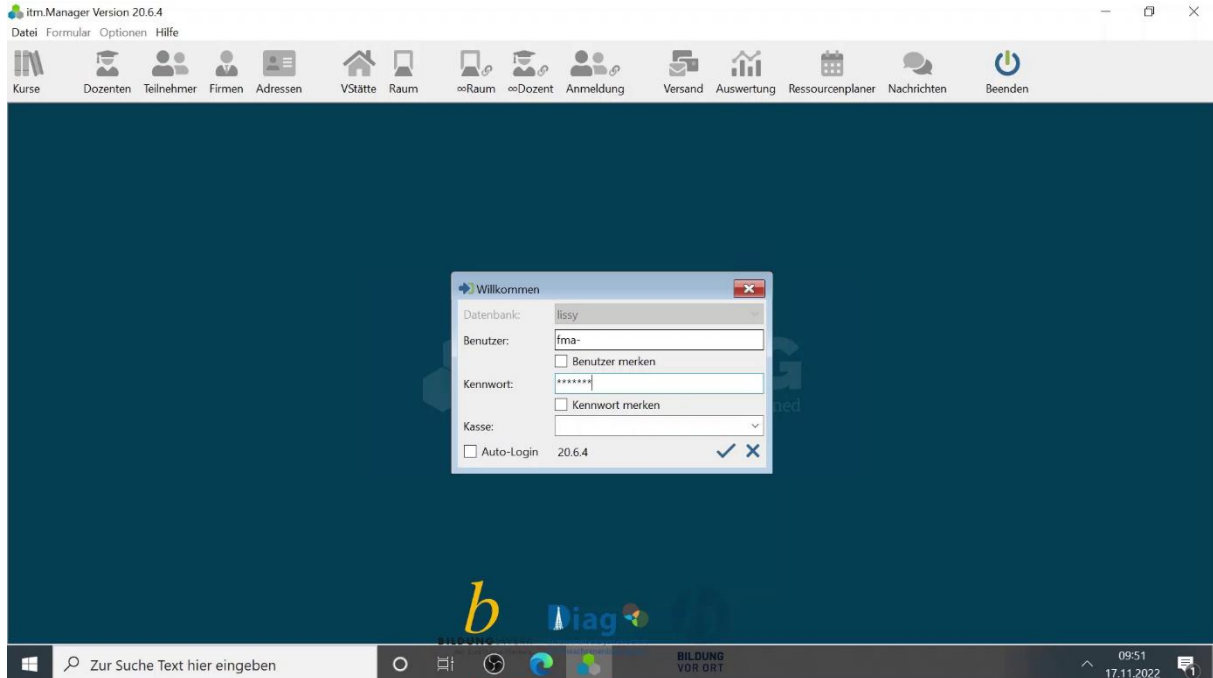 itrn.Manager Version 20.6.4
Datei Formular Optionen Hilfe
Kurse Dozenten Teilnehmer Firmen Adressen VStätte Raum ∞Raum ∞Dozent Anmeldung Versand Auswertung Ressourcenplaner Nachrichten Beenden
Willkommen
Datenbank: lissy
Benutzer: fma-
Benutzer merken
Kennwort: *******
Kennwort merken
Kasse:
Auto-Login 20.6.4
b Diag
BILDUNG
VOR ORT
Zur Suche Text hier eingeben
09:51
17.11.2022
1